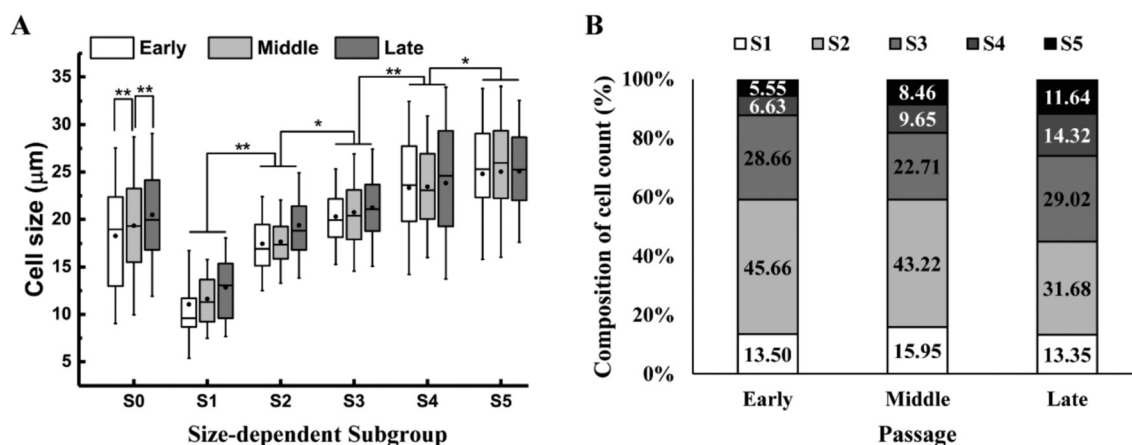 A
Early Middle Late
Cell size (μm)
35
30
25
20
15
10
5
** **
**
*
**
*
S0 S1 S2 S3 S4 S5
Size-dependent Subgroup
B
S1 S2 S3 S4 S5
Composition of cell count (%)
100%
80%
60%
40%
20%
0%
5.55 8.46 11.64
6.63 9.65 14.32
28.66 22.71 29.02
45.66 43.22 31.68
13.50 15.95 13.35
Early Middle Late
Passage